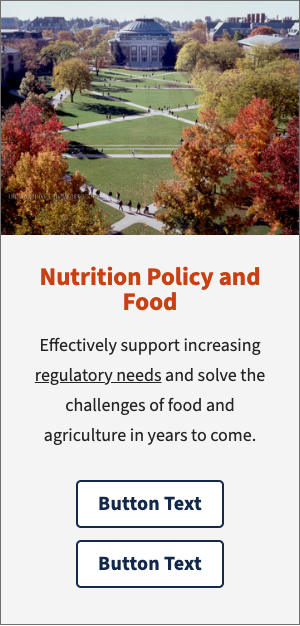 Nutrition Policy and
Food
Effectively support increasing
regulatory needs and solve the
challenges of food and
agriculture in years to come.
Button Text
Button Text